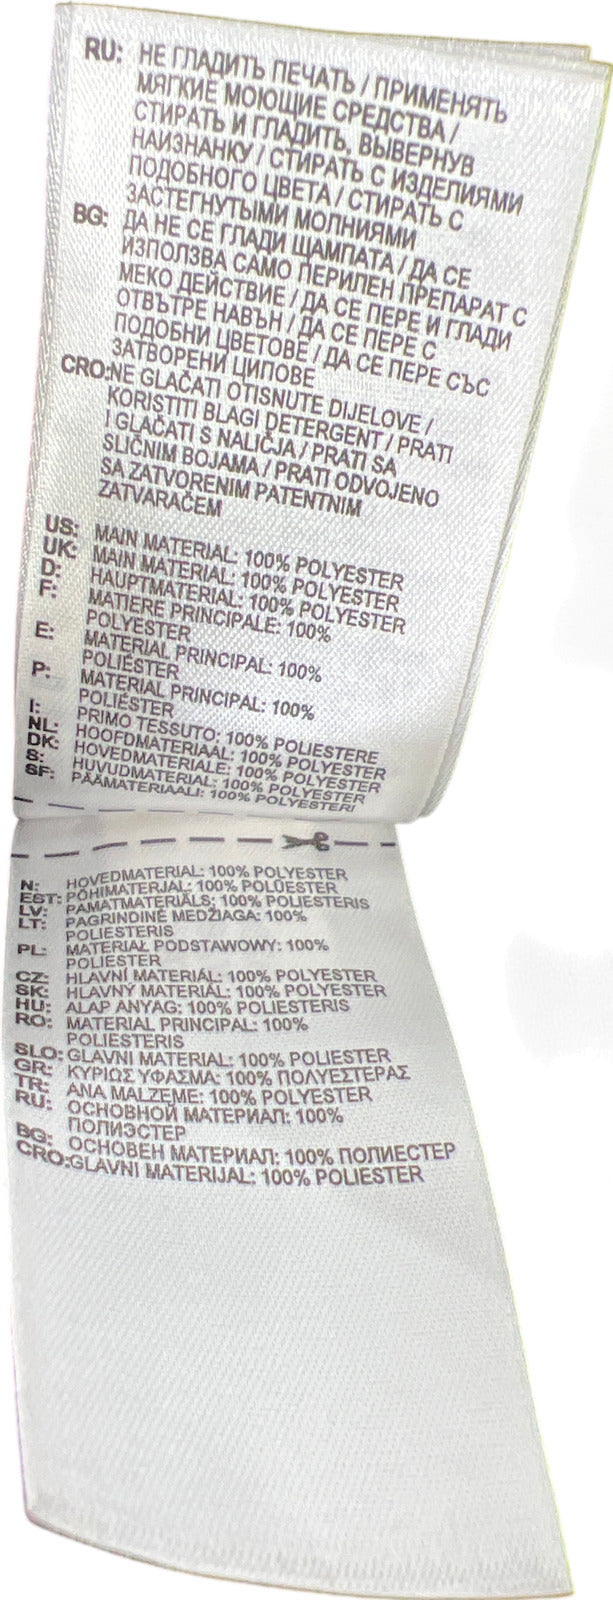 RU: НЕ ГЛАДИТЬ ПЕЧАТЬ / ПРИМЕНЯТЬ
МЯГКИЕ МОЮЩИЕ СРЕДСТВА /
СТИРАТЬ И ГЛАДИТЬ, ВЫВЕРНУВ
НАИЗНАНКУ / СТИРАТЬ С ИЗДЕЛИЯМИ
ПОДОБНОГО ЦВЕТА / СТИРАТЬ С
ЗАСТЕГНУТЫМИ МОЛНИЯМИ
BG: ДА НЕ СЕ ГЛАДИ ЩАМПАТА / ДА СЕ
ИЗПОЛЗВА САМО ПЕРИЛЕН ПРЕПАРАТ С
МЕКО ДЕЙСТВИЕ / ДА СЕ ПЕРЕ И ГЛАДИ
ОТВЪТРЕ НАВЪН / ДА СЕ ПЕРЕ С
ПОДОБНИ ЦВЕТОВЕ / ДА СЕ ПЕРЕ СЪС
ЗАТВОРЕНИ ЦИПОВЕ
CRO: NE GLAČATI OTISNUTE DIJELOVE /
KORISTITI BLAGI DETERGENT / PRATI
I GLAČATI S NALIČJA / PRATI SA
SLIČNIM BOJAMA / PRATI ODVOJENO
SA ZATVORENIM PATENTNIM
ZATVARAČEM
US: MAIN MATERIAL: 100% POLYESTER
UK: MAIN MATERIAL: 100% POLYESTER
D: HAUPTMATERIAL: 100% POLYESTER
F: MATIERE PRINCIPALE: 100%
POLYESTER
E: MATERIAL PRINCIPAL: 100%
POLIÉSTER
P: MATERIAL PRINCIPAL: 100%
POLIÉSTER
I: PRIMO TESSUTO: 100% POLIESTERE
NL: HOOFDMATERIAAL: 100% POLYESTER
DK: HOVEDMATERIALE: 100% POLYESTER
S: HUVUDMATERIAL: 100% POLYESTER
SF: PÄÄMATERIAALI: 100% POLYESTERI
N: HOVEDMATERIAL: 100% POLYESTER
EST: PÕHIMATERJAL: 100% POLÜESTER
LV: PAMATMATERIĀLS: 100% POLIESTERIS
LT: PAGRINDINĖ MEDŽIAGA: 100%
POLIESTERIS
PL: MATERIAŁ PODSTAWOWY: 100%
POLIESTER
CZ: HLAVNÍ MATERIÁL: 100% POLYESTER
SK: HLAVNÝ MATERIÁL: 100% POLYESTER
HU: ALAP ANYAG: 100% POLIESTERIS
RO: MATERIAL PRINCIPAL: 100%
POLIESTERIS
SLO: GLAVNI MATERIAL: 100% POLIESTER
GR: ΚΥΡΙΩΣ ΥΦΑΣΜΑ: 100% ΠΟΛΥΕΣΤΕΡΑΣ
TR: ANA MALZEME: 100% POLYESTER
RU: ОСНОВНОЙ МАТЕРИАЛ: 100%
ПОЛИЭСТЕР
BG: ОСНОВЕН МАТЕРИАЛ: 100% ПОЛИЕСТЕР
CRO: GLAVNI MATERIJAL: 100% POLIESTER